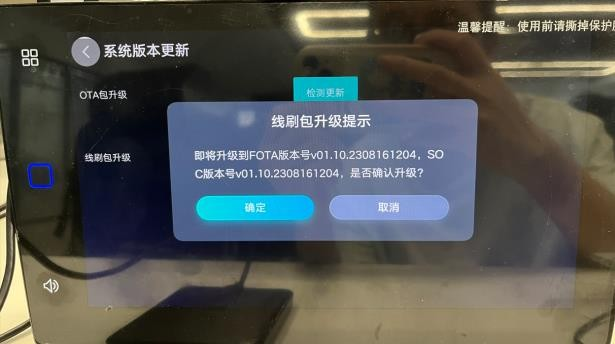 温馨提醒：使用前请撕掉保护
系统版本更新
OTA包升级
检测更新
线刷包升级提示
线刷包升级
即将升级到FOTA版本号v01.10.2308161204，SO
C版本号v01.10.2308161204，是否确认升级？
确定
取消